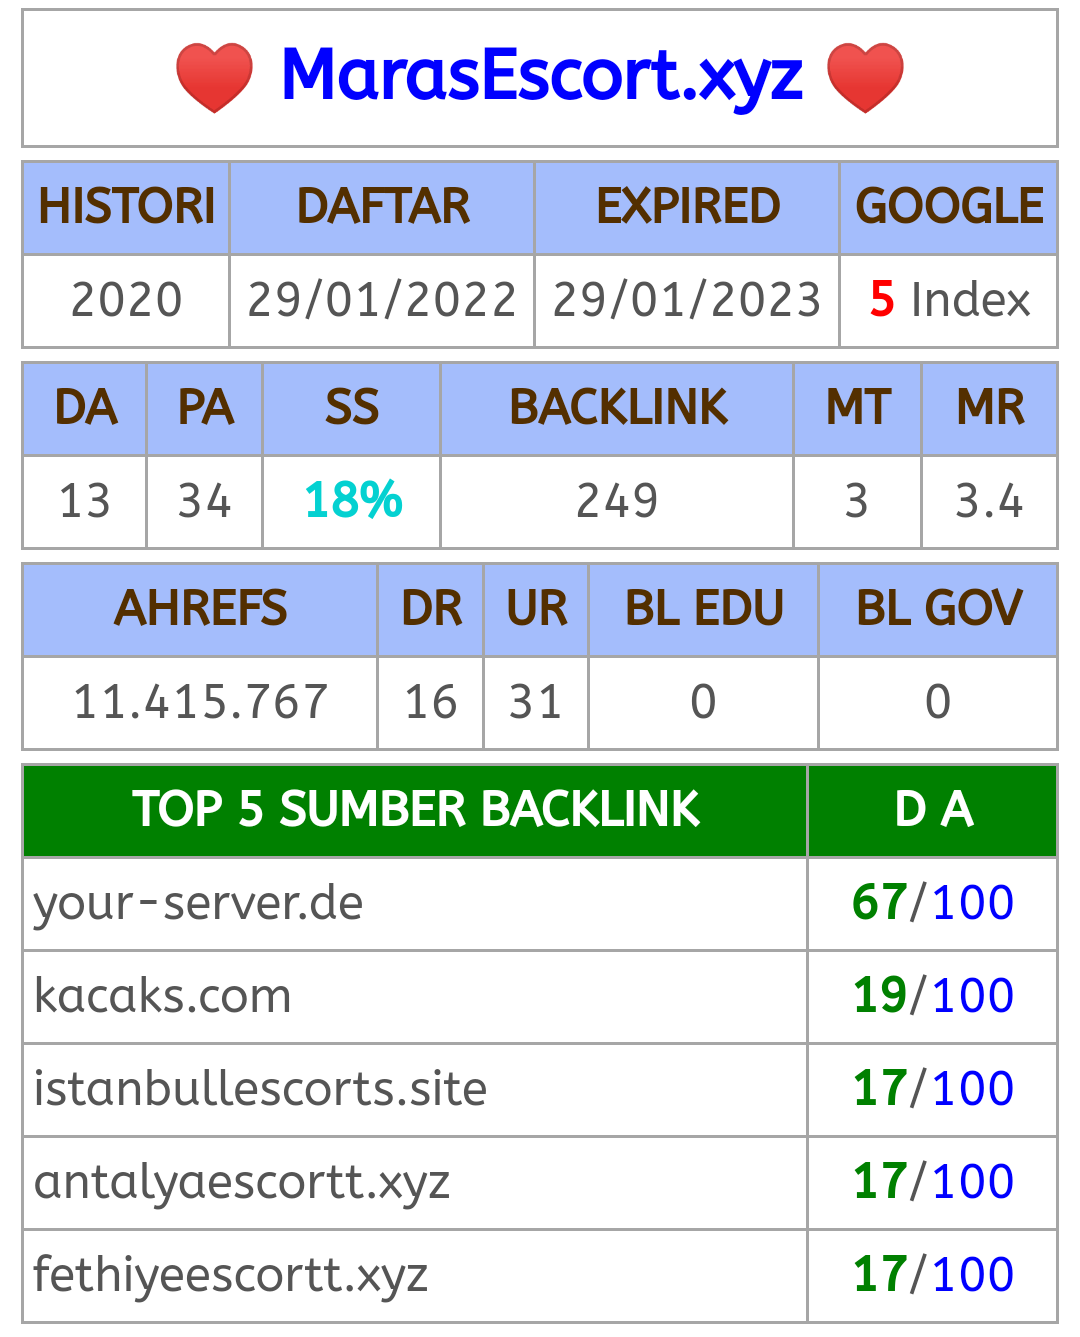 ❤️ MarasEscort.xyz ❤️
HISTORI DAFTAR EXPIRED GOOGLE
2020 29/01/2022 29/01/2023 5 Index
DA PA SS BACKLINK MT MR
13 34 18% 249 3 3.4
AHREFS DR UR BL EDU BL GOV
11.415.767 16 31 0 0
TOP 5 SUMBER BACKLINK D A
your-server.de 67/100
kacaks.com 19/100
istanbullescorts.site 17/100
antalyaescortt.xyz 17/100
fethiyeescortt.xyz 17/100